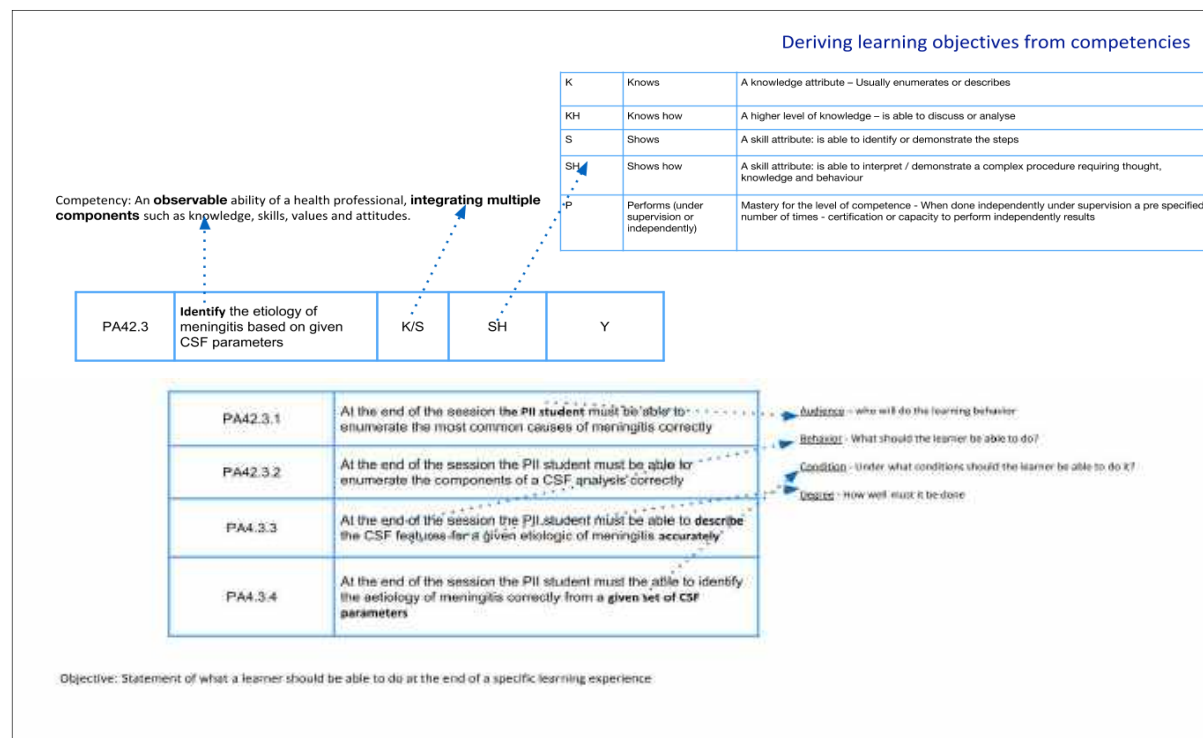 Deriving learning objectives from competencies
K Knows A knowledge attribute – Usually enumerates or describes
KH Knows how A higher level of knowledge – is able to discuss or analyse
S Shows A skill attribute: is able to identify or demonstrate the steps
SH Shows how A skill attribute: is able to interpret / demonstrate a complex procedure requiring thought,
knowledge and behaviour
P Performs (under
supervision or
independently)
Mastery for the level of competence - When done independently under supervision a pre specified
number of times - certification or capacity to perform independently results
Competency: An observable ability of a health professional, integrating multiple
components such as knowledge, skills, values and attitudes.
PA42.3
Identify the etiology of
meningitis based on given
CSF parameters
K/S
SH
Y
PA42.3.1
At the end of the session the PII student must be able to
enumerate the most common causes of meningitis correctly
PA42.3.2
At the end of the session the PII student must be able to
enumerate the components of a CSF analysis correctly
PA4.3.3
At the end of the session the PII student must be able to describe
the CSF features for a given etiologic of meningitis accurately
PA4.3.4
At the end of the session the PII student must the able to identify
the aetiology of meningitis correctly from a given set of CSF
parameters
Audience - who will do the learning behavior
Behavior - What should the learner be able to do?
Condition - Under what conditions should the learner be able to do it?
Degree - How well must it be done
Objective: Statement of what a learner should be able to do at the end of a specific learning experience